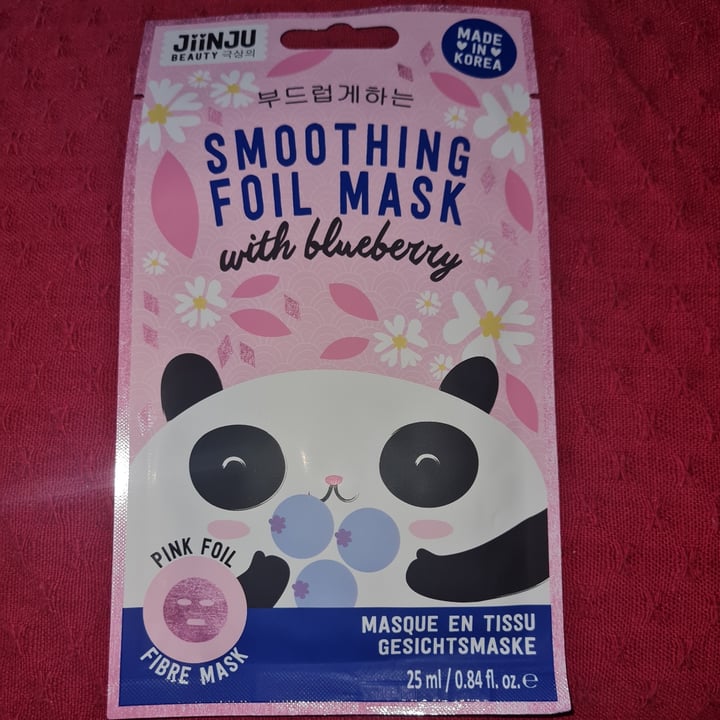 JiiNJU
BEAUTY 극상의
MADE
IN
KOREA
부드럽게하는
SMOOTHING
FOIL MASK
with blueberry
PINK FOIL
FIBRE MASK
MASQUE EN TISSU
GESICHTSMASKE
25 ml / 0.84 fl. oz. ℮